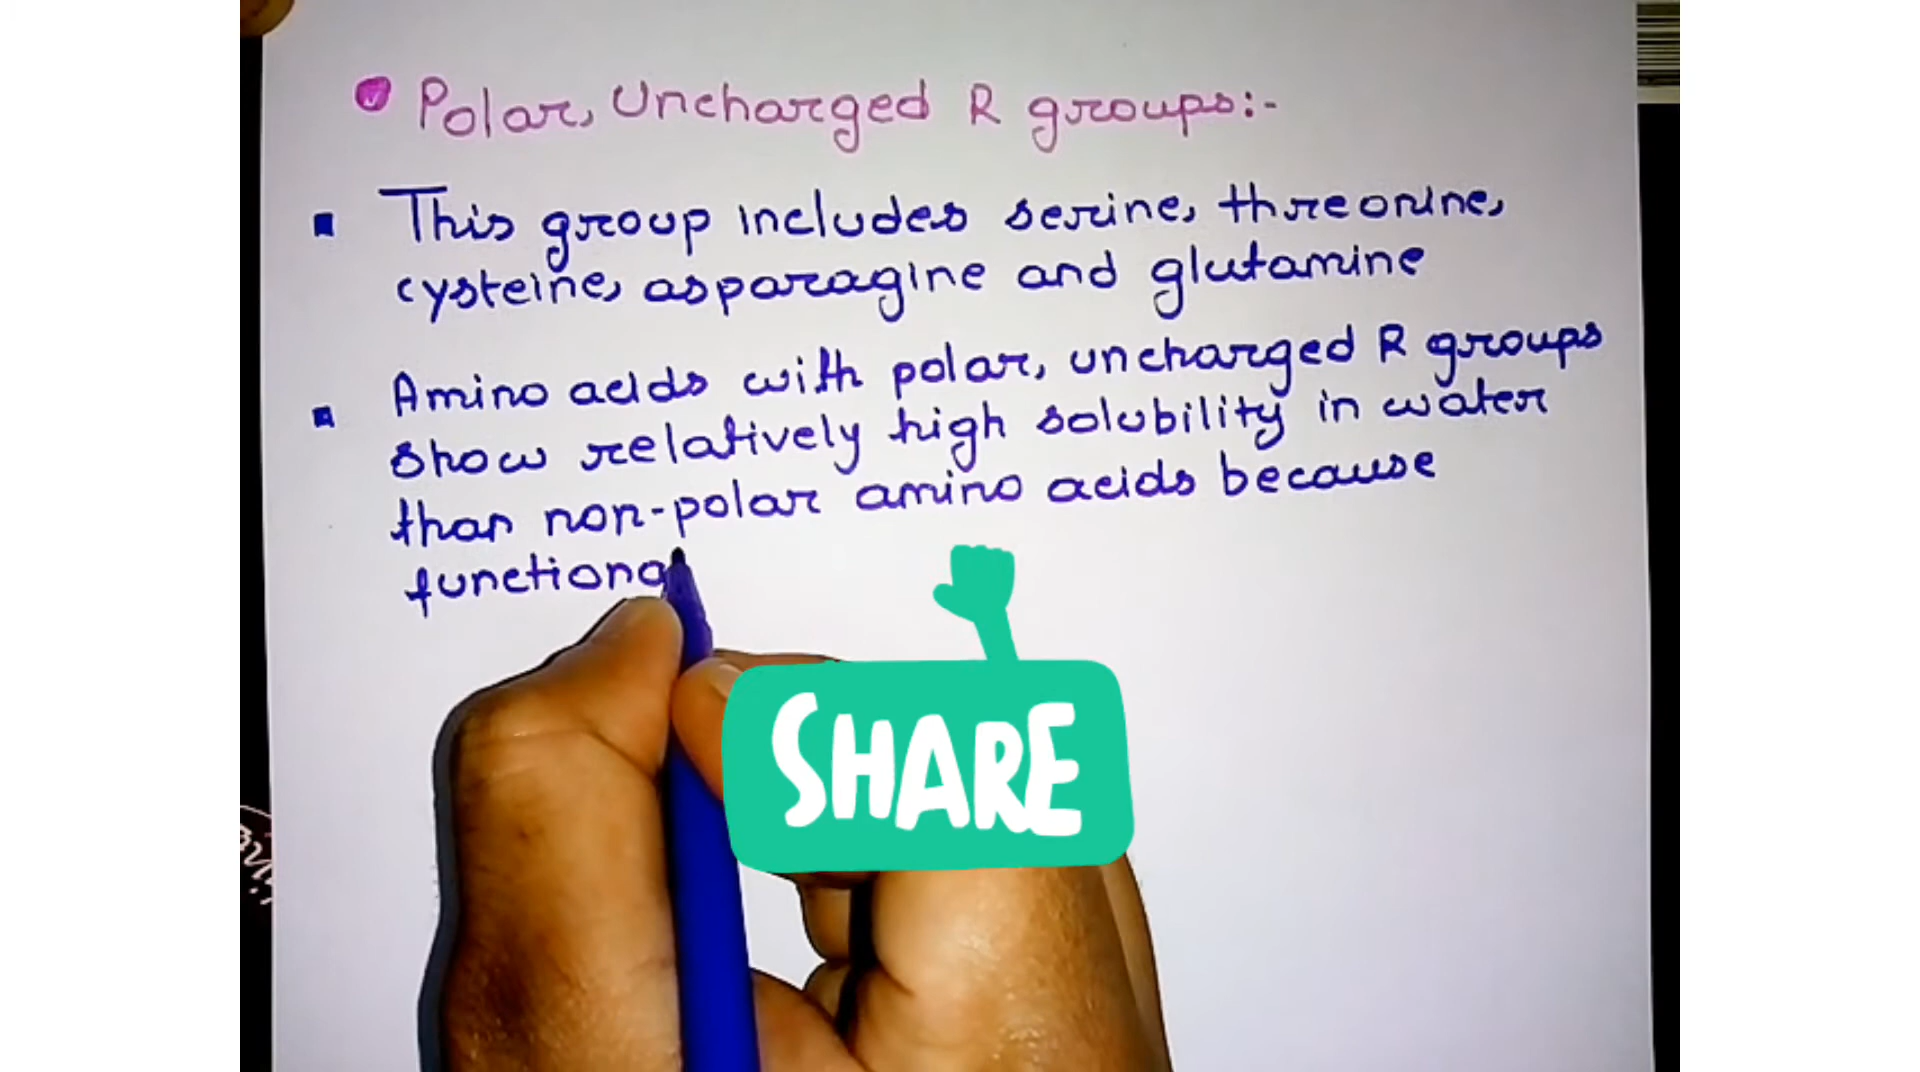 Polar, Uncharged R groups:-
This group includes serine, threonine,
cysteine, asparagine and glutamine
Amino acids with polar, uncharged R groups
show relatively high solubility in water
than non-polar amino acids because
functiona
SHARE